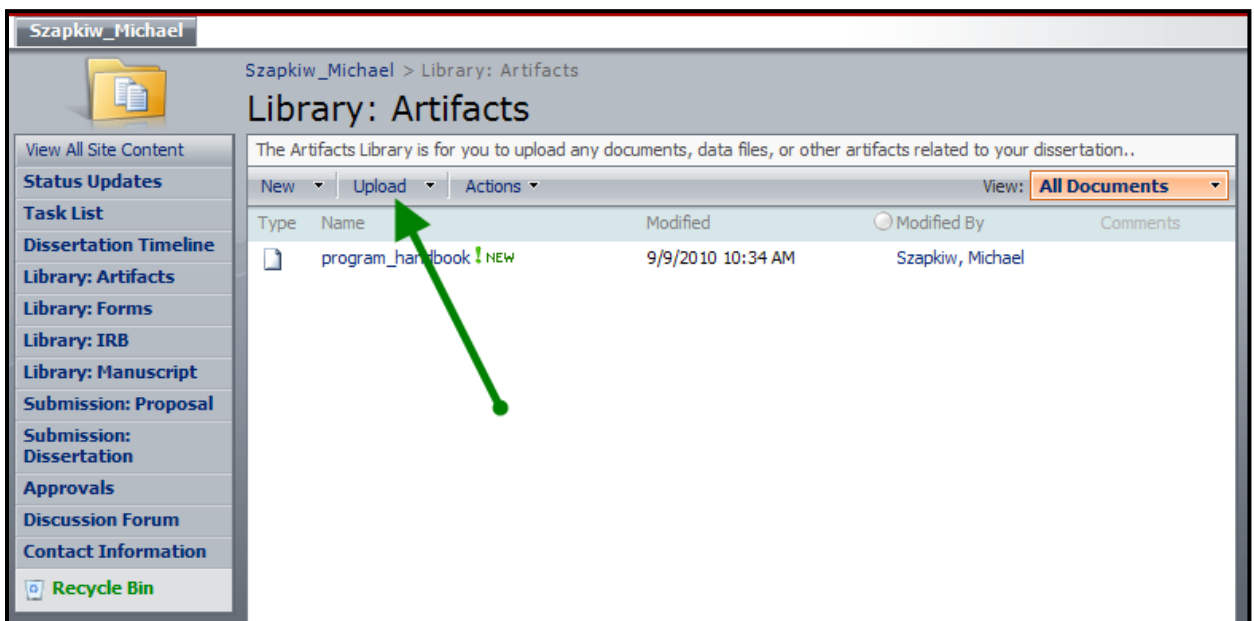 Szapkiw_Michael
Szapkiw_Michael > Library: Artifacts
Library: Artifacts
View All Site Content
Status Updates
Task List
Dissertation Timeline
Library: Artifacts
Library: Forms
Library: IRB
Library: Manuscript
Submission: Proposal
Submission:
Dissertation
Approvals
Discussion Forum
Contact Information
Recycle Bin
The Artifacts Library is for you to upload any documents, data files, or other artifacts related to your dissertation..
New Upload Actions View: All Documents
Type Name Modified Modified By Comments
program_handbook ! NEW 9/9/2010 10:34 AM Szapkiw, Michael